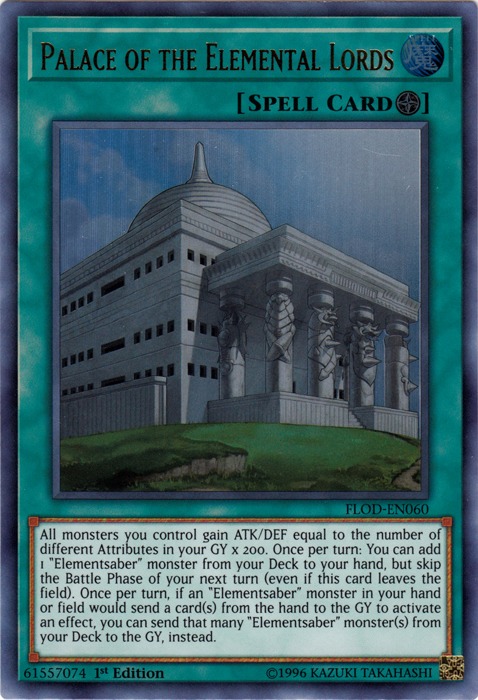 PALACE OF THE ELEMENTAL LORDS
魔
[SPELL CARD]
FLOD-EN060
All monsters you control gain ATK/DEF equal to the number of
different Attributes in your GY x 200. Once per turn: You can add
1 "Elementsaber" monster from your Deck to your hand, but skip
the Battle Phase of your next turn (even if this card leaves the
field). Once per turn, if an "Elementsaber" monster in your hand
or field would send a card(s) from the hand to the GY to activate
an effect, you can send that many "Elementsaber" monster(s) from
your Deck to the GY, instead.
61557074 1st Edition ©1996 KAZUKI TAKAHASHI